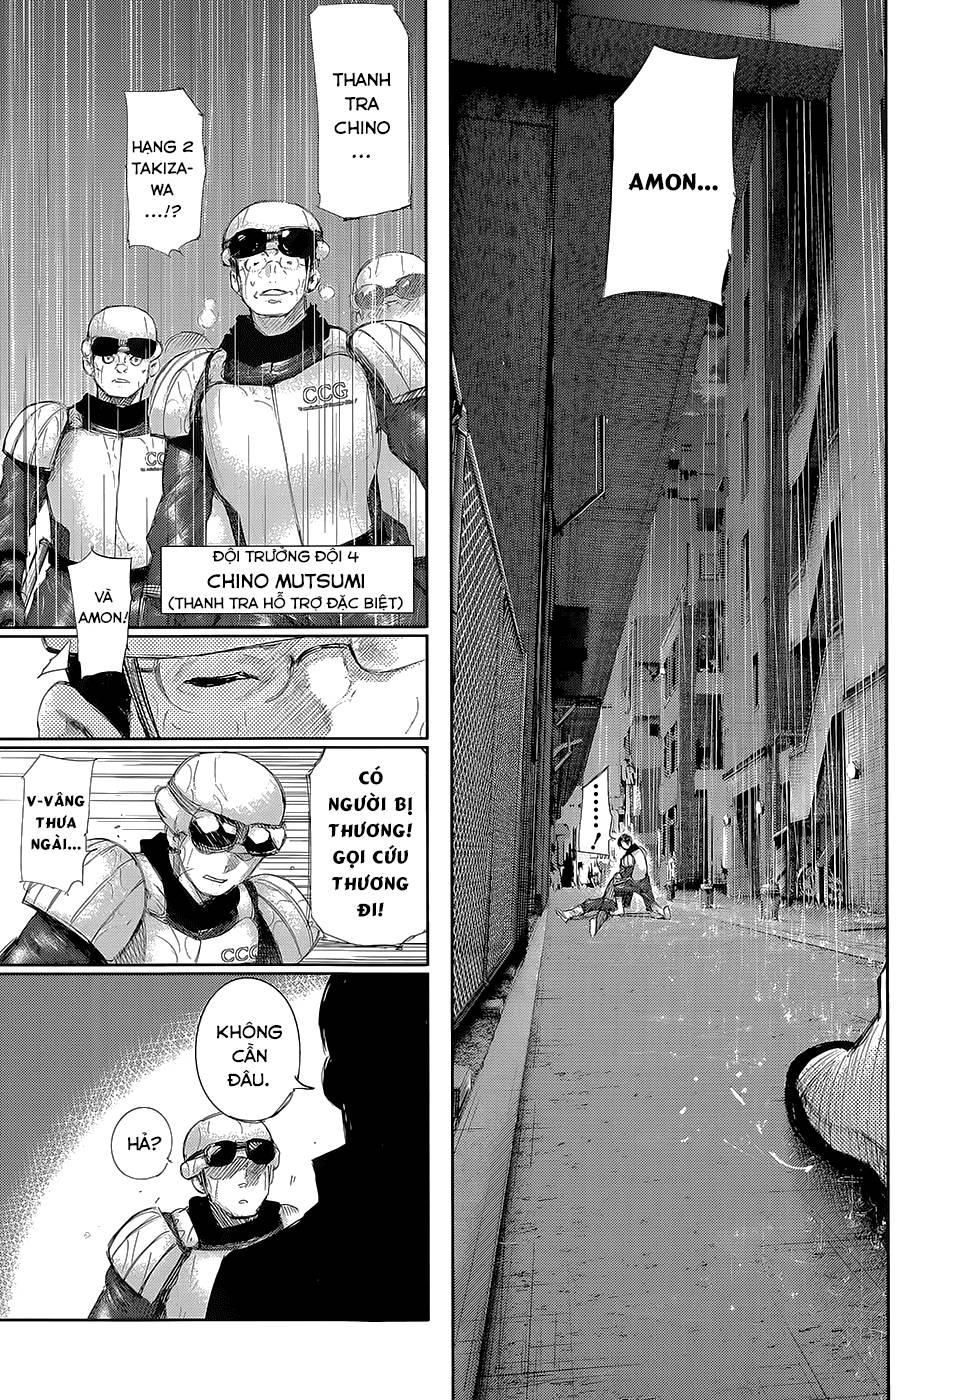 AMON...
......
THANH
TRA
CHINO
...
HẠNG 2
TAKIZA-
WA
...!?
CCG
CCG
ĐỘI TRƯỞNG ĐỘI 4
CHINO MUTSUMI
(THANH TRA HỖ TRỢ ĐẶC BIỆT)
VÀ
AMON!
CÓ
NGƯỜI BỊ
THƯƠNG!
GỌI CỨU
THƯƠNG
ĐI!
V-VÂNG
THƯA
NGÀI...
CCG
KHÔNG
CẦN
ĐÂU.
HẢ?